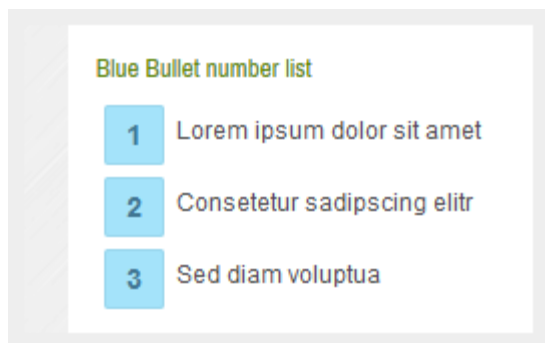 Blue Bullet number list
1 Lorem ipsum dolor sit amet
2 Consetetur sadipscing elitr
3 Sed diam voluptua